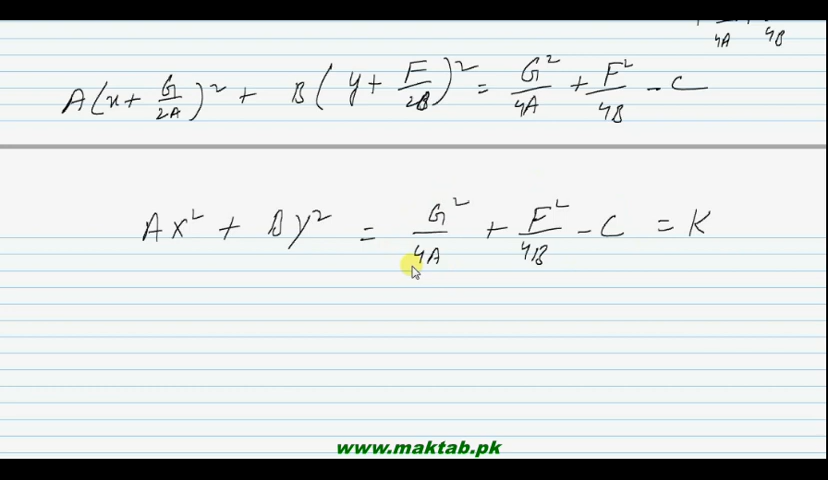 4A 4B
A(x + G/2A)² + B(y + F/2B)² = G²/4A + F²/4B - C
AX² + BY² = G²/4A + F²/4B - C = K
www.maktab.pk